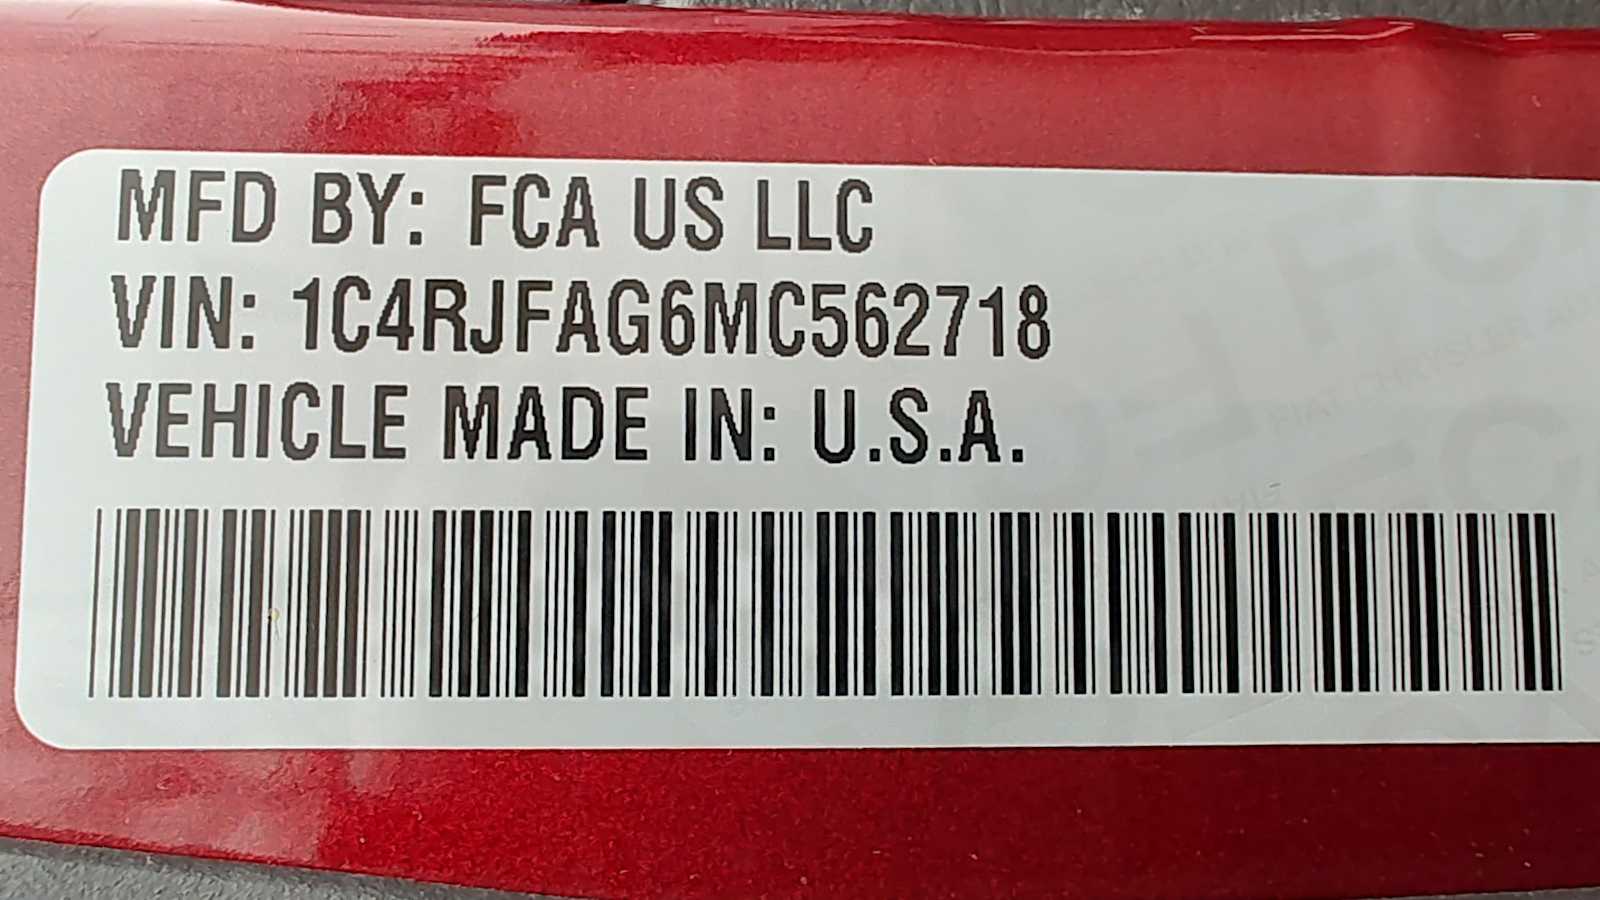 MFD BY: FCA US LLC
VIN: 1C4RJFAG6MC562718
VEHICLE MADE IN: U.S.A.